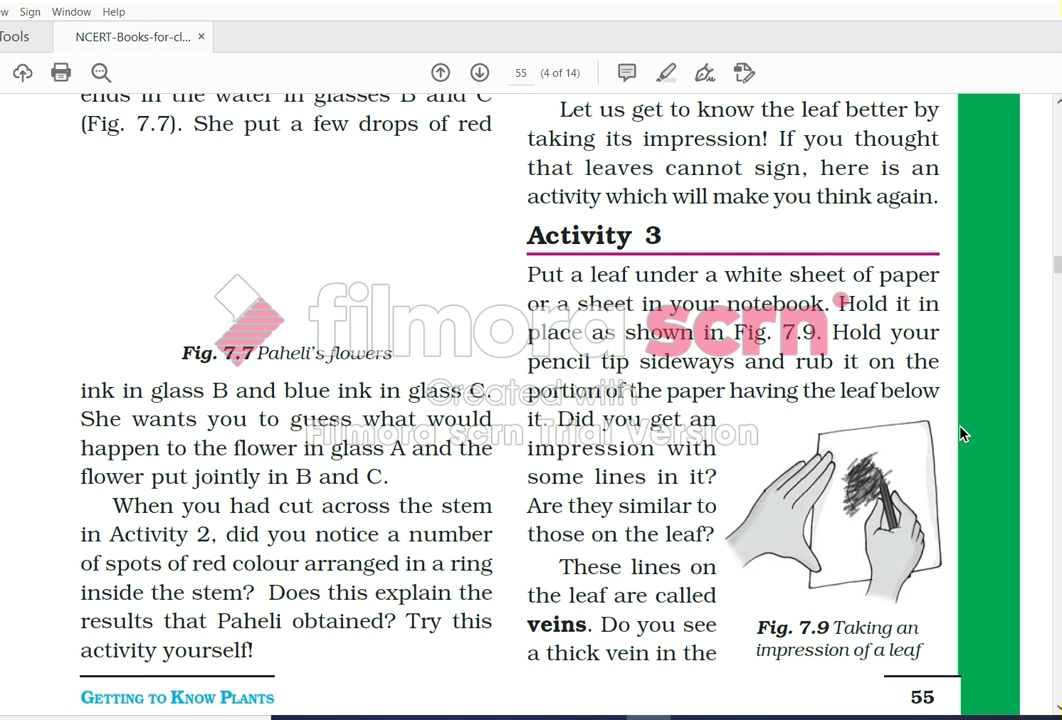 Sign Window Help
Tools
NCERT-Books-for-cl... ×
55 (4 of 14)
ends in the water in glasses B and C
(Fig. 7.7). She put a few drops of red
Fig. 7.7 Paheli's flowers
ink in glass B and blue ink in glass C.
She wants you to guess what would
happen to the flower in glass A and the
flower put jointly in B and C.
When you had cut across the stem
in Activity 2, did you notice a number
of spots of red colour arranged in a ring
inside the stem? Does this explain the
results that Paheli obtained? Try this
activity yourself!
Let us get to know the leaf better by
taking its impression! If you thought
that leaves cannot sign, here is an
activity which will make you think again.
Activity 3
Put a leaf under a white sheet of paper
or a sheet in your notebook. Hold it in
place as shown in Fig. 7.9. Hold your
pencil tip sideways and rub it on the
portion of the paper having the leaf below
it. Did you get an
impression with
some lines in it?
Are they similar to
those on the leaf?
These lines on
the leaf are called
veins. Do you see
a thick vein in the
Fig. 7.9 Taking an
impression of a leaf
GETTING TO KNOW PLANTS
55
filmora scrn
Created with
Filmora scrn Trial Version